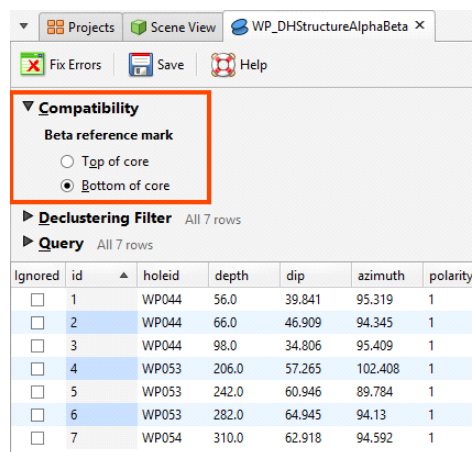 Projects Scene View WP_DHStructureAlphaBeta
Fix Errors Save Help
Compatibility
Beta reference mark
Top of core
Bottom of core
Declustering Filter All 7 rows
Query All 7 rows
Ignored id holeid depth dip azimuth polarity
1 WP044 56.0 39.841 95.319 1
2 WP044 66.0 46.909 94.345 1
3 WP044 98.0 34.806 95.409 1
4 WP053 206.0 57.265 102.408 1
5 WP053 242.0 60.946 89.784 1
6 WP053 282.0 64.945 94.13 1
7 WP054 310.0 62.918 94.592 1